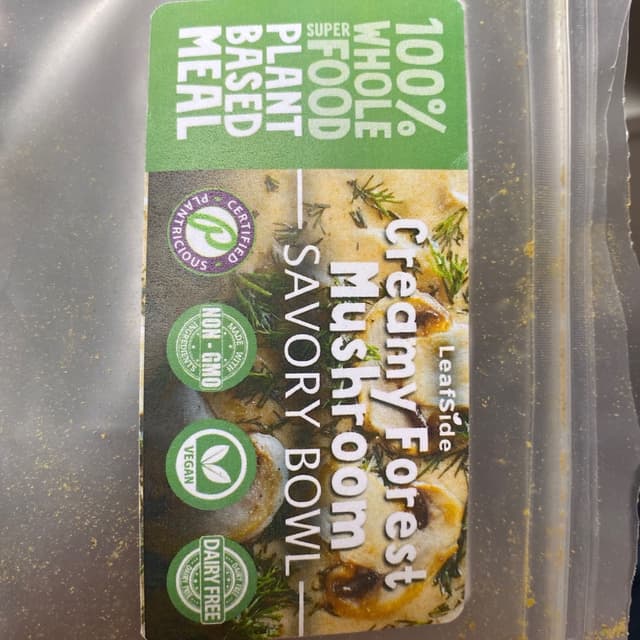 100%
WHOLE
SUPER FOOD
PLANT
BASED
MEAL
LeafSide
Creamy Forest
Mushroom
SAVORY BOWL
CERTIFIED
PLANTRICIOUS
MADE WITH
NON-GMO
INGREDIENTS
VEGAN
DAIRY FREE